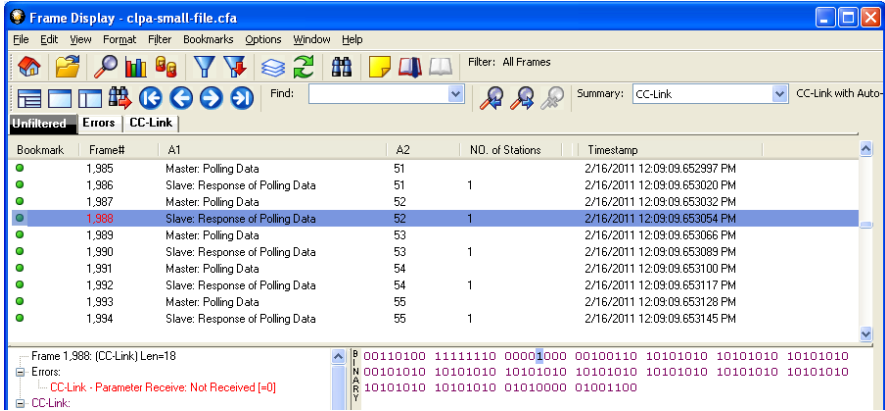 Frame Display - clpa-small-file.cfa
File Edit View Format Filter Bookmarks Options Window Help
Filter: All Frames
Find: Summary: CC-Link CC-Link with Auto-
Unfiltered Errors CC-Link
Bookmark Frame# A1 A2 NO. of Stations Timestamp
1,985 Master: Polling Data 51 2/16/2011 12:09:09.652997 PM
1,986 Slave: Response of Polling Data 51 1 2/16/2011 12:09:09.653020 PM
1,987 Master: Polling Data 52 2/16/2011 12:09:09.653032 PM
1,988 Slave: Response of Polling Data 52 1 2/16/2011 12:09:09.653054 PM
1,989 Master: Polling Data 53 2/16/2011 12:09:09.653066 PM
1,990 Slave: Response of Polling Data 53 1 2/16/2011 12:09:09.653089 PM
1,991 Master: Polling Data 54 2/16/2011 12:09:09.653100 PM
1,992 Slave: Response of Polling Data 54 1 2/16/2011 12:09:09.653117 PM
1,993 Master: Polling Data 55 2/16/2011 12:09:09.653128 PM
1,994 Slave: Response of Polling Data 55 1 2/16/2011 12:09:09.653145 PM
Frame 1,988: (CC-Link) Len=18
Errors:
CC-Link - Parameter Receive: Not Received [=0]
CC-Link:
BINARY
00110100 11111110 00001000 00100110 10101010 10101010 10101010
00101010 10101010 10101010 10101010 10101010 10101010 10101010
10101010 10101010 01010000 01001100